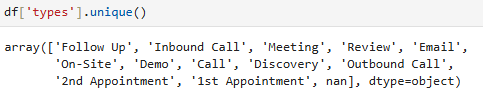 df['types'].unique()
array(['Follow Up', 'Inbound Call', 'Meeting', 'Review', 'Email',
'On-Site', 'Demo', 'Call', 'Discovery', 'Outbound Call',
'2nd Appointment', '1st Appointment', nan], dtype=object)